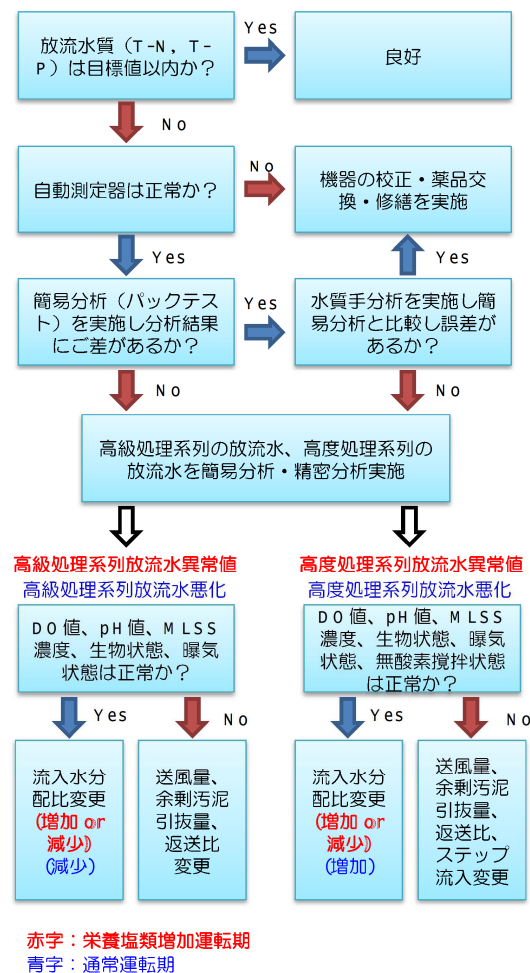 放流水質（T-N，T-
P）は目標値以内か？
Yes
良好
No
自動測定器は正常か？
No
機器の校正・薬品交
換・修繕を実施
Yes
Yes
簡易分析（パックテス
ト）を実施し分析結果
にご差があるか？
Yes
水質手分析を実施し簡
易分析と比較し誤差が
あるか？
No
No
高級処理系列の放流水、高度処理系列の
放流水を簡易分析・精密分析実施
高級処理系列放流水異常値
高級処理系列放流水悪化
DO値、pH値、MLSS
濃度、生物状態、曝気
状態は正常か？
Yes
No
流入水分
配比変更
(増加or
減少)
(減少)
送風量、
余剰汚泥
引抜量、
返送比
変更
高度処理系列放流水異常値
高度処理系列放流水悪化
DO値、pH値、MLSS
濃度、生物状態、曝気
状態、無酸素撹拌状態
は正常か？
Yes
No
流入水分
配比変更
(増加or
減少)
(増加)
送風量、
余剰汚泥
引抜量、
返送比、
ステップ
流入変更
赤字：栄養塩類増加運転期
青字：通常運転期